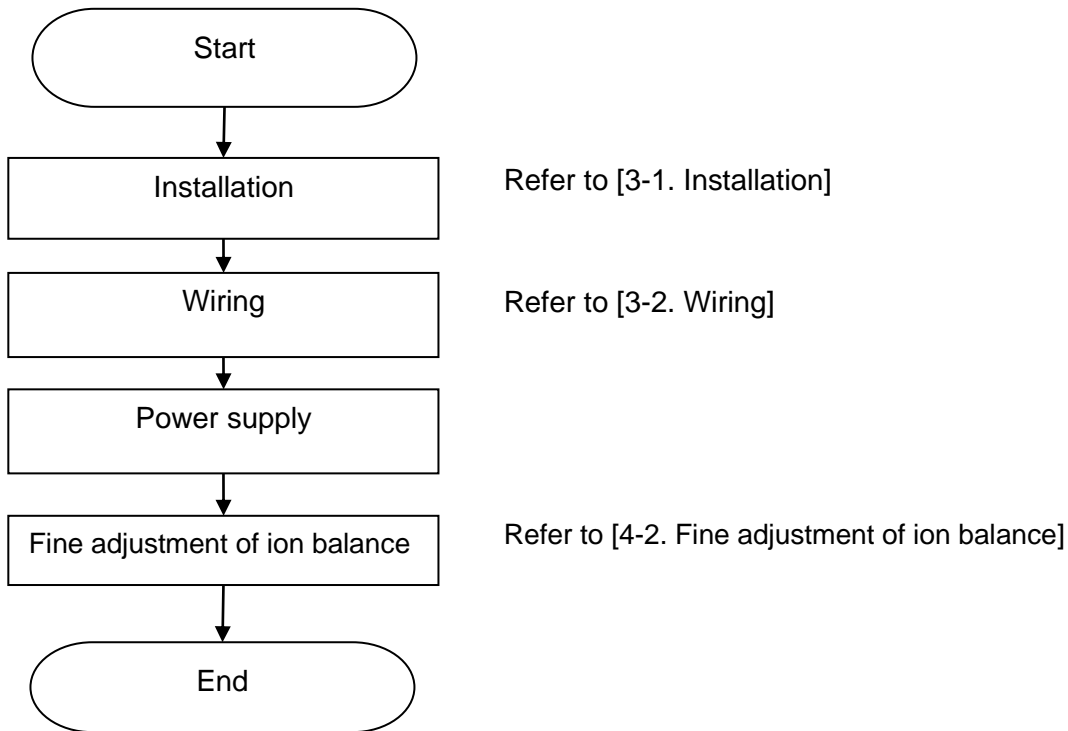 Start
Installation
Refer to [3-1. Installation]
Wiring
Refer to [3-2. Wiring]
Power supply
Fine adjustment of ion balance
Refer to [4-2. Fine adjustment of ion balance]
End